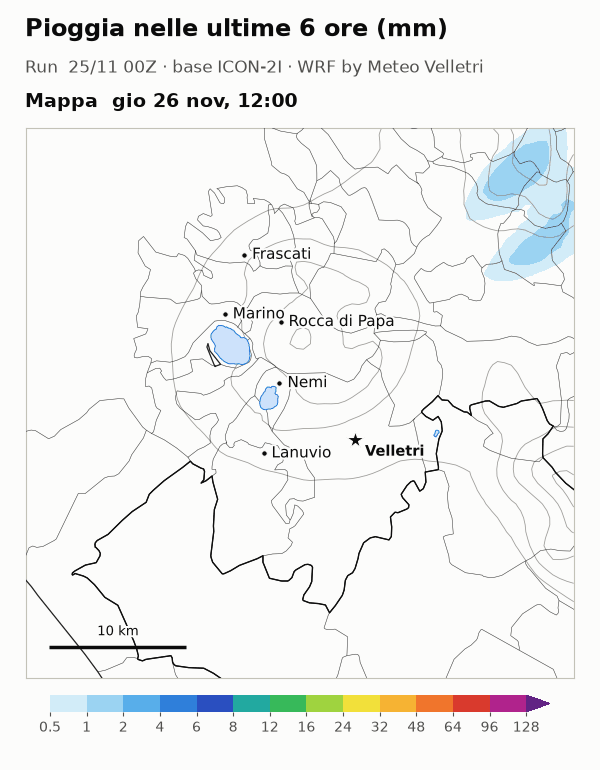 Pioggia nelle ultime 6 ore (mm)
Run  25/11 00Z · base ICON-2I · WRF by Meteo Velletri
Mappa  gio 26 nov, 12:00
Frascati
Marino
Rocca di Papa
Nemi
Velletri
Lanuvio
10 km
0.5 1 2 4 6 8 12 16 24 32 48 64 96 128